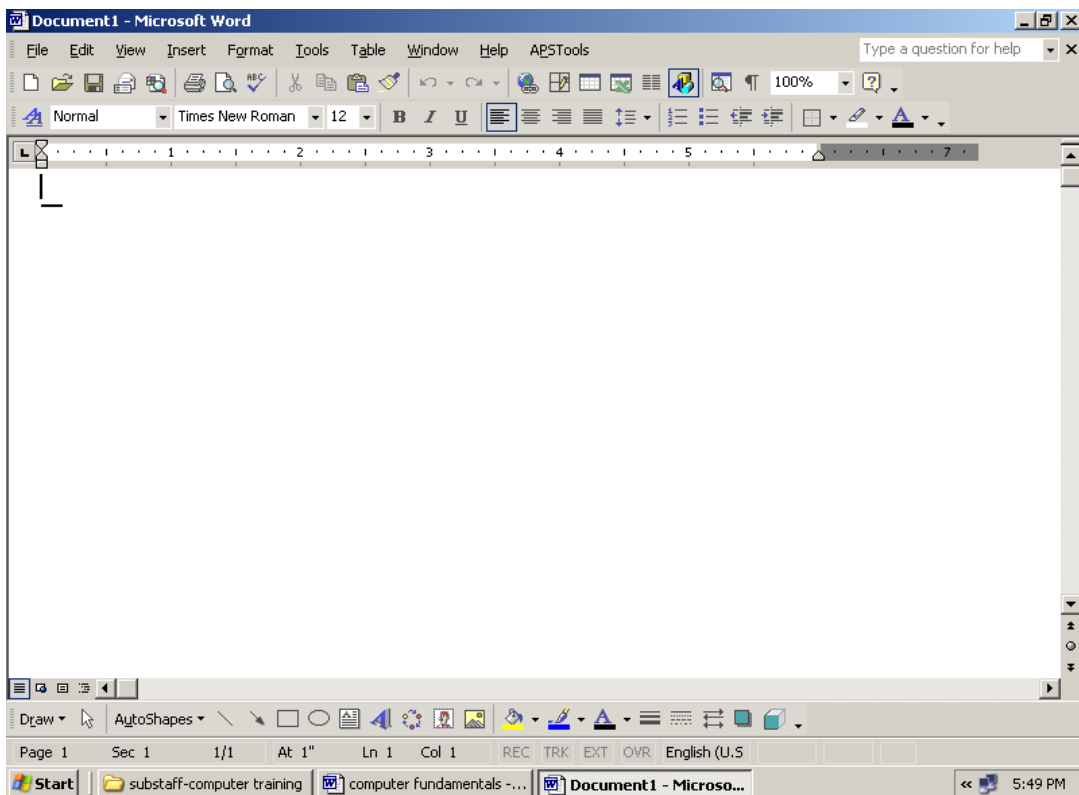 Document1 - Microsoft Word
File Edit View Insert Format Tools Table Window Help APSTools Type a question for help
ABC 100%
Normal Times New Roman 12 B I U A
1 2 3 4 5 7
Draw AutoShapes A
Page 1 Sec 1 1/1 At 1" Ln 1 Col 1 REC TRK EXT OVR English (U.S
Start substaff-computer training computer fundamentals -... Document1 - Microso... « 5:49 PM